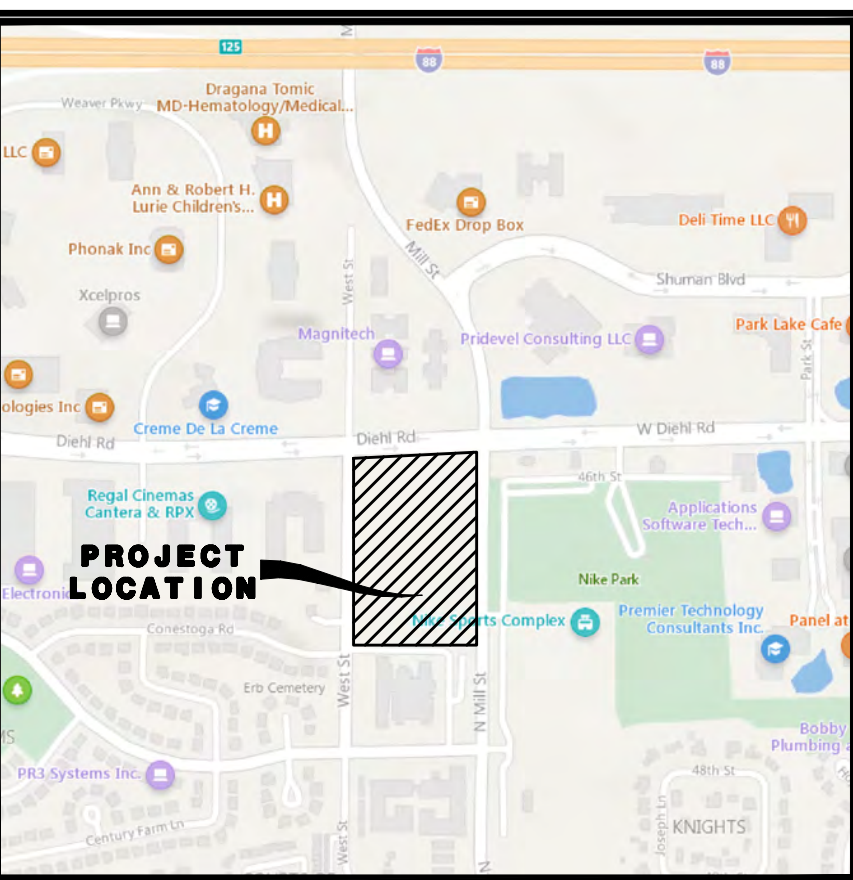 125
88
88
Dragana Tomic
MD-Hematology/Medical...
Weaver Pkwy
LLC
Ann & Robert H.
Lurie Children's...
FedEx Drop Box
Deli Time LLC
Phonak Inc
Mill St
West St
Shuman Blvd
Xcelpros
Magnitech
Pridevel Consulting LLC
Park Lake Cafe
Park St
ologies Inc
Creme De La Creme
Diehl Rd
Diehl Rd
W Diehl Rd
46th St
Regal Cinemas
Cantera & RPX
Applications
Software Tech...
PROJECT
LOCATION
Electronic
Nike Park
Nike Sports Complex
Premier Technology
Consultants Inc.
Panel at
Conestoga Rd
West St
Erb Cemetery
N Mill St
MS
Bobby
Plumbing a
PR3 Systems Inc.
48th St
Joseph Ln
KNIGHTS
Century Farm Ln
West St
N